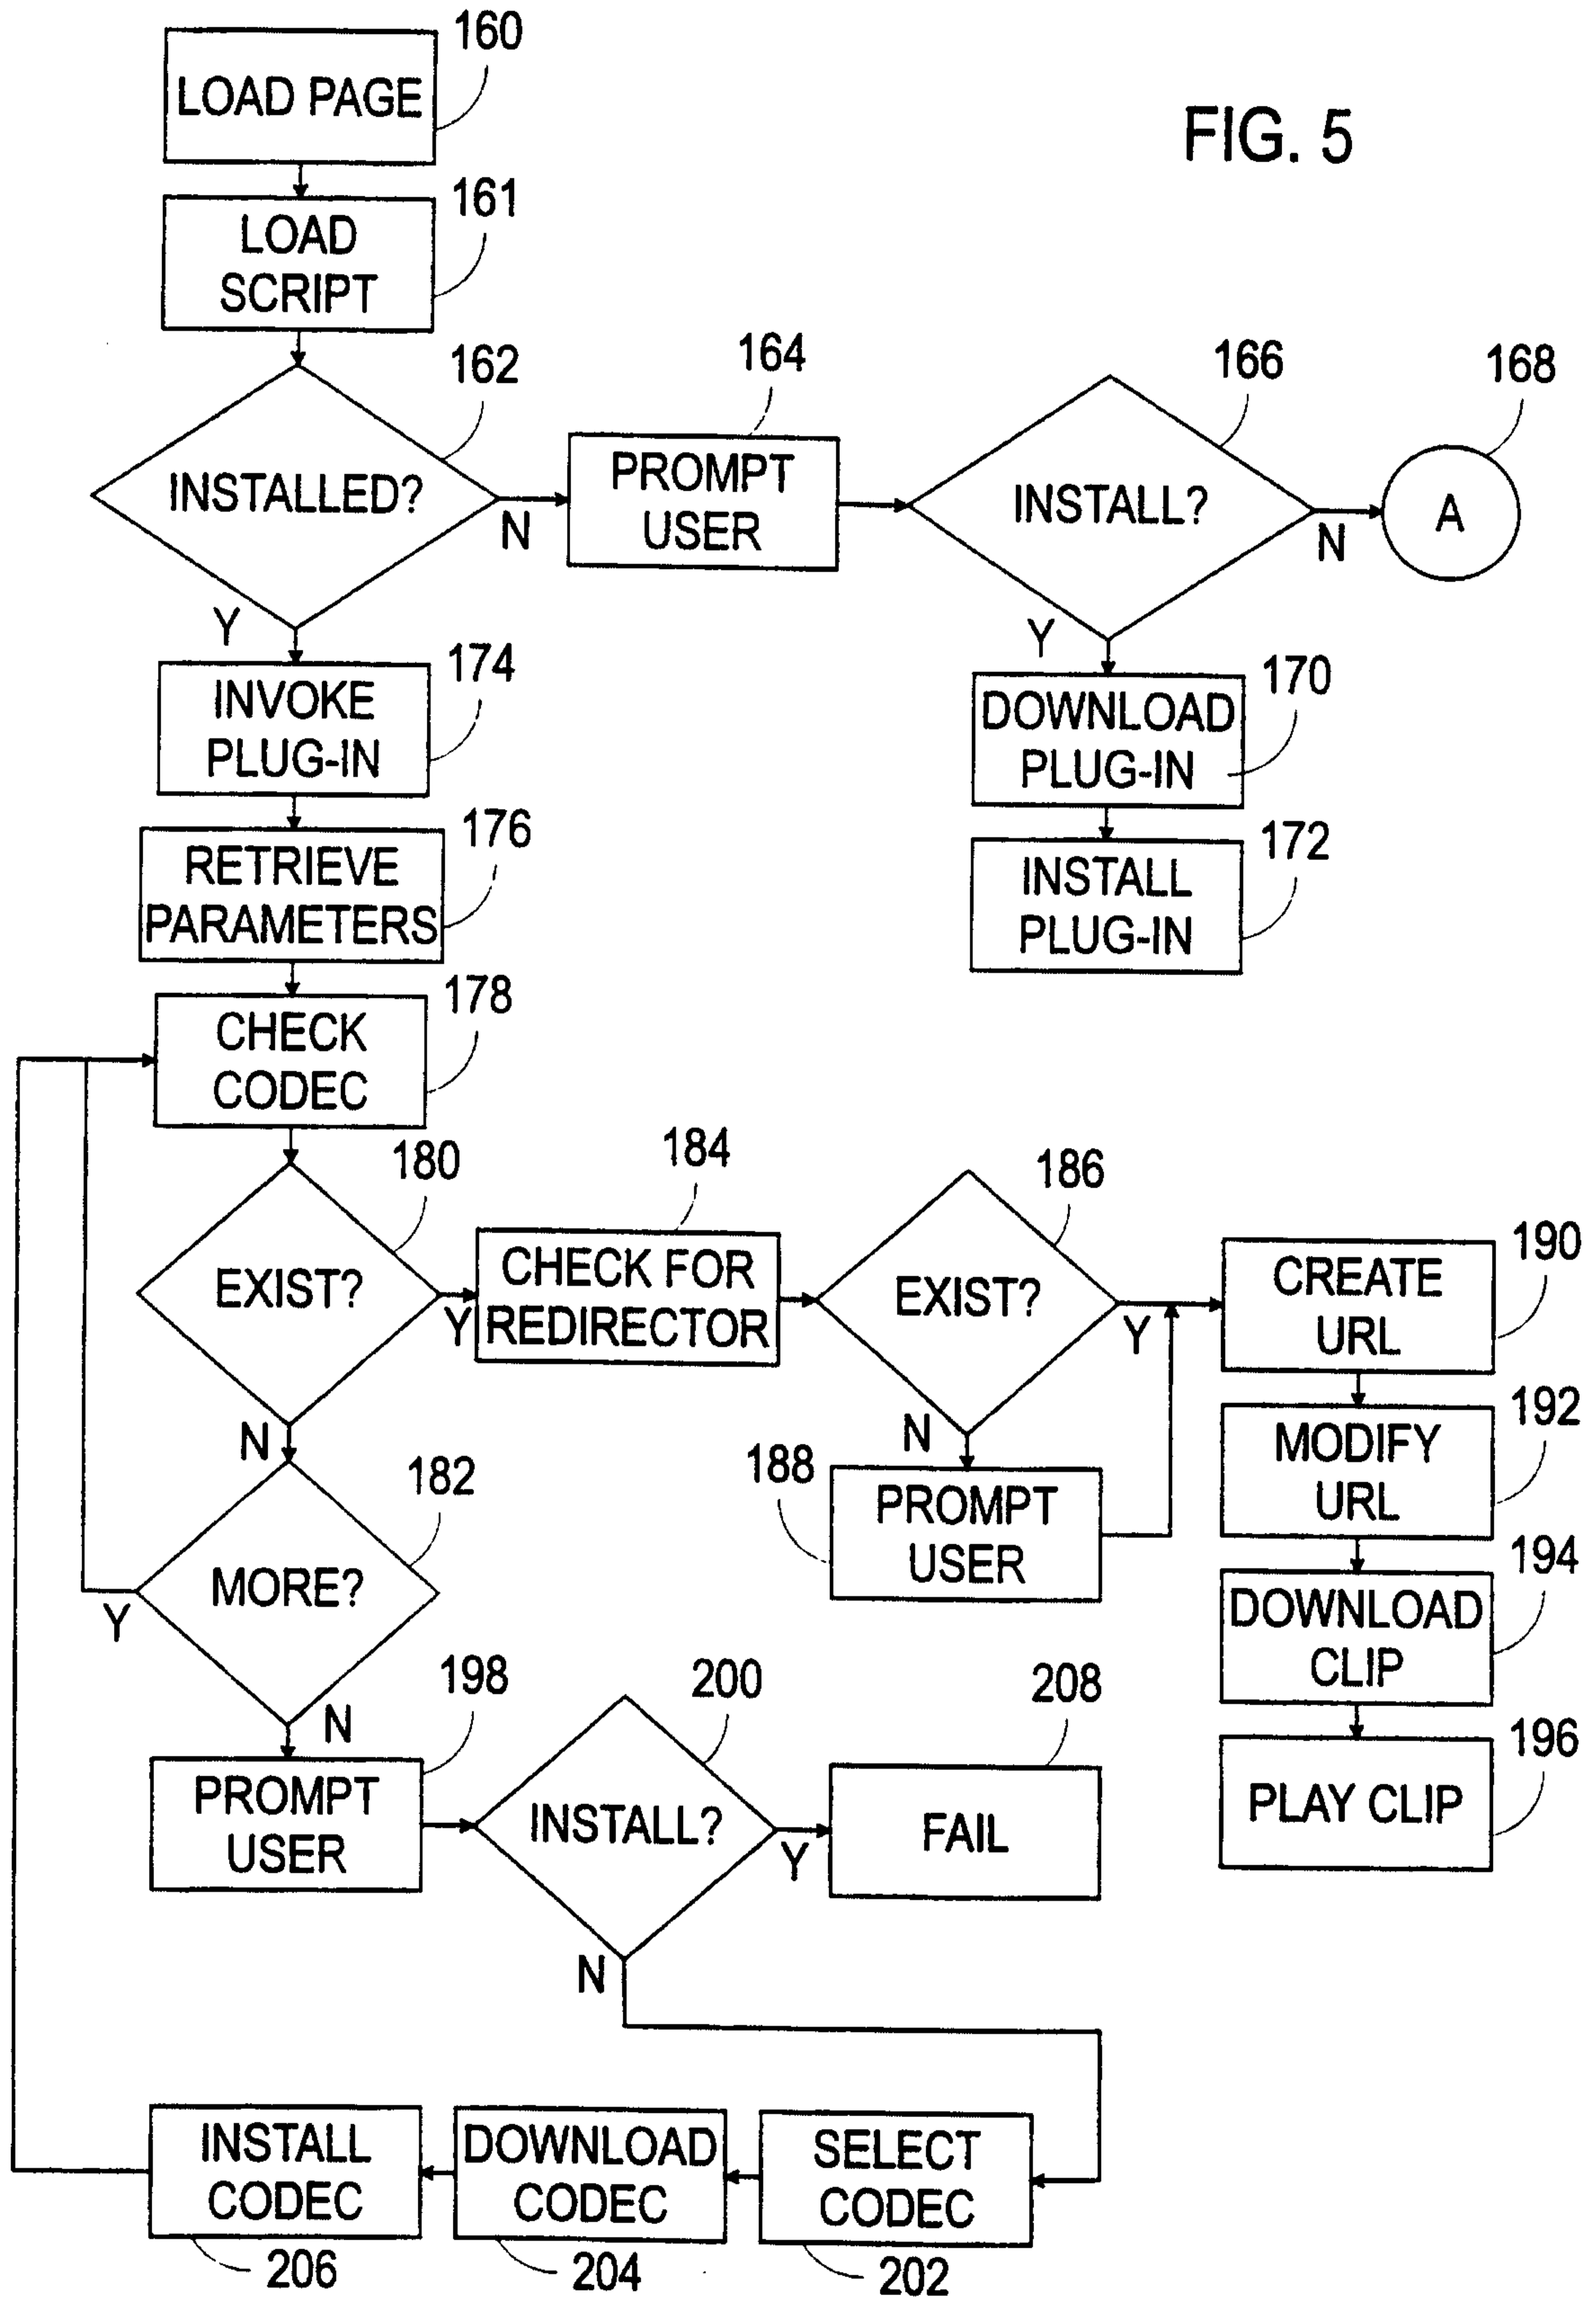 160
LOAD PAGE
FIG. 5
161
LOAD
SCRIPT
162
INSTALLED?
N
Y
164
PROMPT
USER
166
INSTALL?
N
Y
168
A
170
DOWNLOAD
PLUG-IN
172
INSTALL
PLUG-IN
174
INVOKE
PLUG-IN
176
RETRIEVE
PARAMETERS
178
CHECK
CODEC
180
EXIST?
Y
N
184
CHECK FOR
REDIRECTOR
186
EXIST?
Y
N
188
PROMPT
USER
190
CREATE
URL
192
MODIFY
URL
194
DOWNLOAD
CLIP
196
PLAY CLIP
182
MORE?
Y
N
198
PROMPT
USER
200
INSTALL?
Y
N
208
FAIL
INSTALL
CODEC
206
DOWNLOAD
CODEC
204
SELECT
CODEC
202